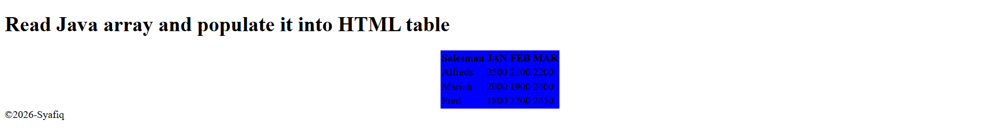 Read Java array and populate it into HTML table
Salesman JAN FEB MAR
Alfreds 2500 2100 2200
Mariah 2000 1900 2400
Fred 1800 2200 2450
©2026-Syafiq